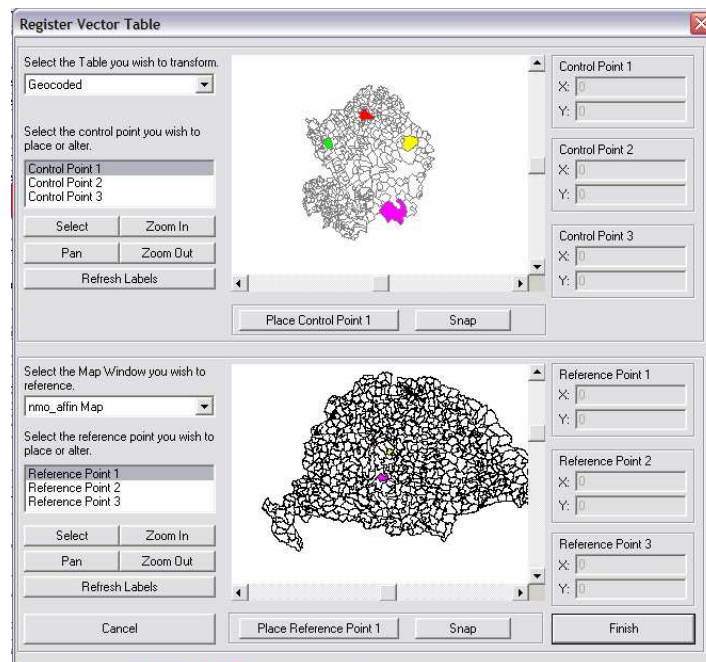 Register Vector Table
Select the Table you wish to transform.
Geocoded
Select the control point you wish to
place or alter.
Control Point 1
Control Point 2
Control Point 3
Select
Zoom In
Pan
Zoom Out
Refresh Labels
Place Control Point 1
Snap
Control Point 1
X: 0
Y: 0
Control Point 2
X: 0
Y: 0
Control Point 3
X: 0
Y: 0
Select the Map Window you wish to
reference.
nmo_affin Map
Select the reference point you wish to
place or alter.
Reference Point 1
Reference Point 2
Reference Point 3
Select
Zoom In
Pan
Zoom Out
Refresh Labels
Cancel
Place Reference Point 1
Snap
Reference Point 1
X: 0
Y: 0
Reference Point 2
X: 0
Y: 0
Reference Point 3
X: 0
Y: 0
Finish